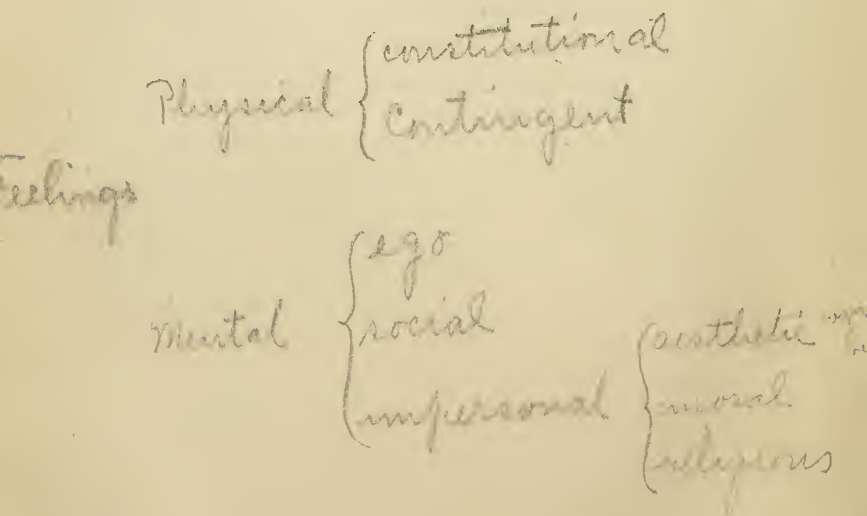 constitutional
Physical
Contingent
Feelings
ego
Mental
social
aesthetic
impersonal
moral
religious